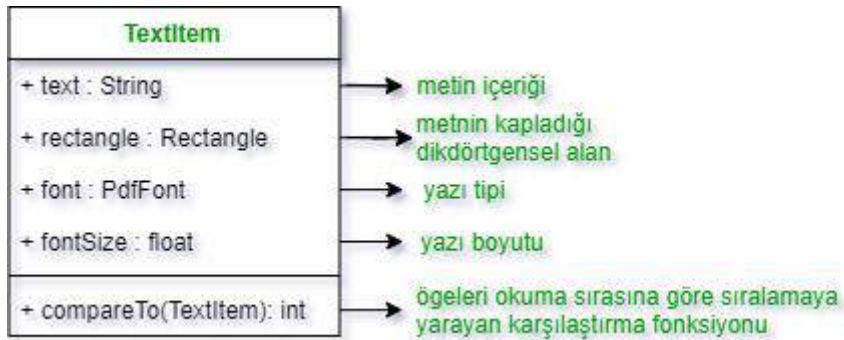 TextItem
+ text : String
metin içeriği
+ rectangle : Rectangle
metnin kapladığı
dikdörtgensel alan
+ font : PdfFont
yazı tipi
+ fontSize : float
yazı boyutu
+ compareTo(TextItem): int
ögeleri okuma sırasına göre sıralamaya
yarayan karşılaştırma fonksiyonu